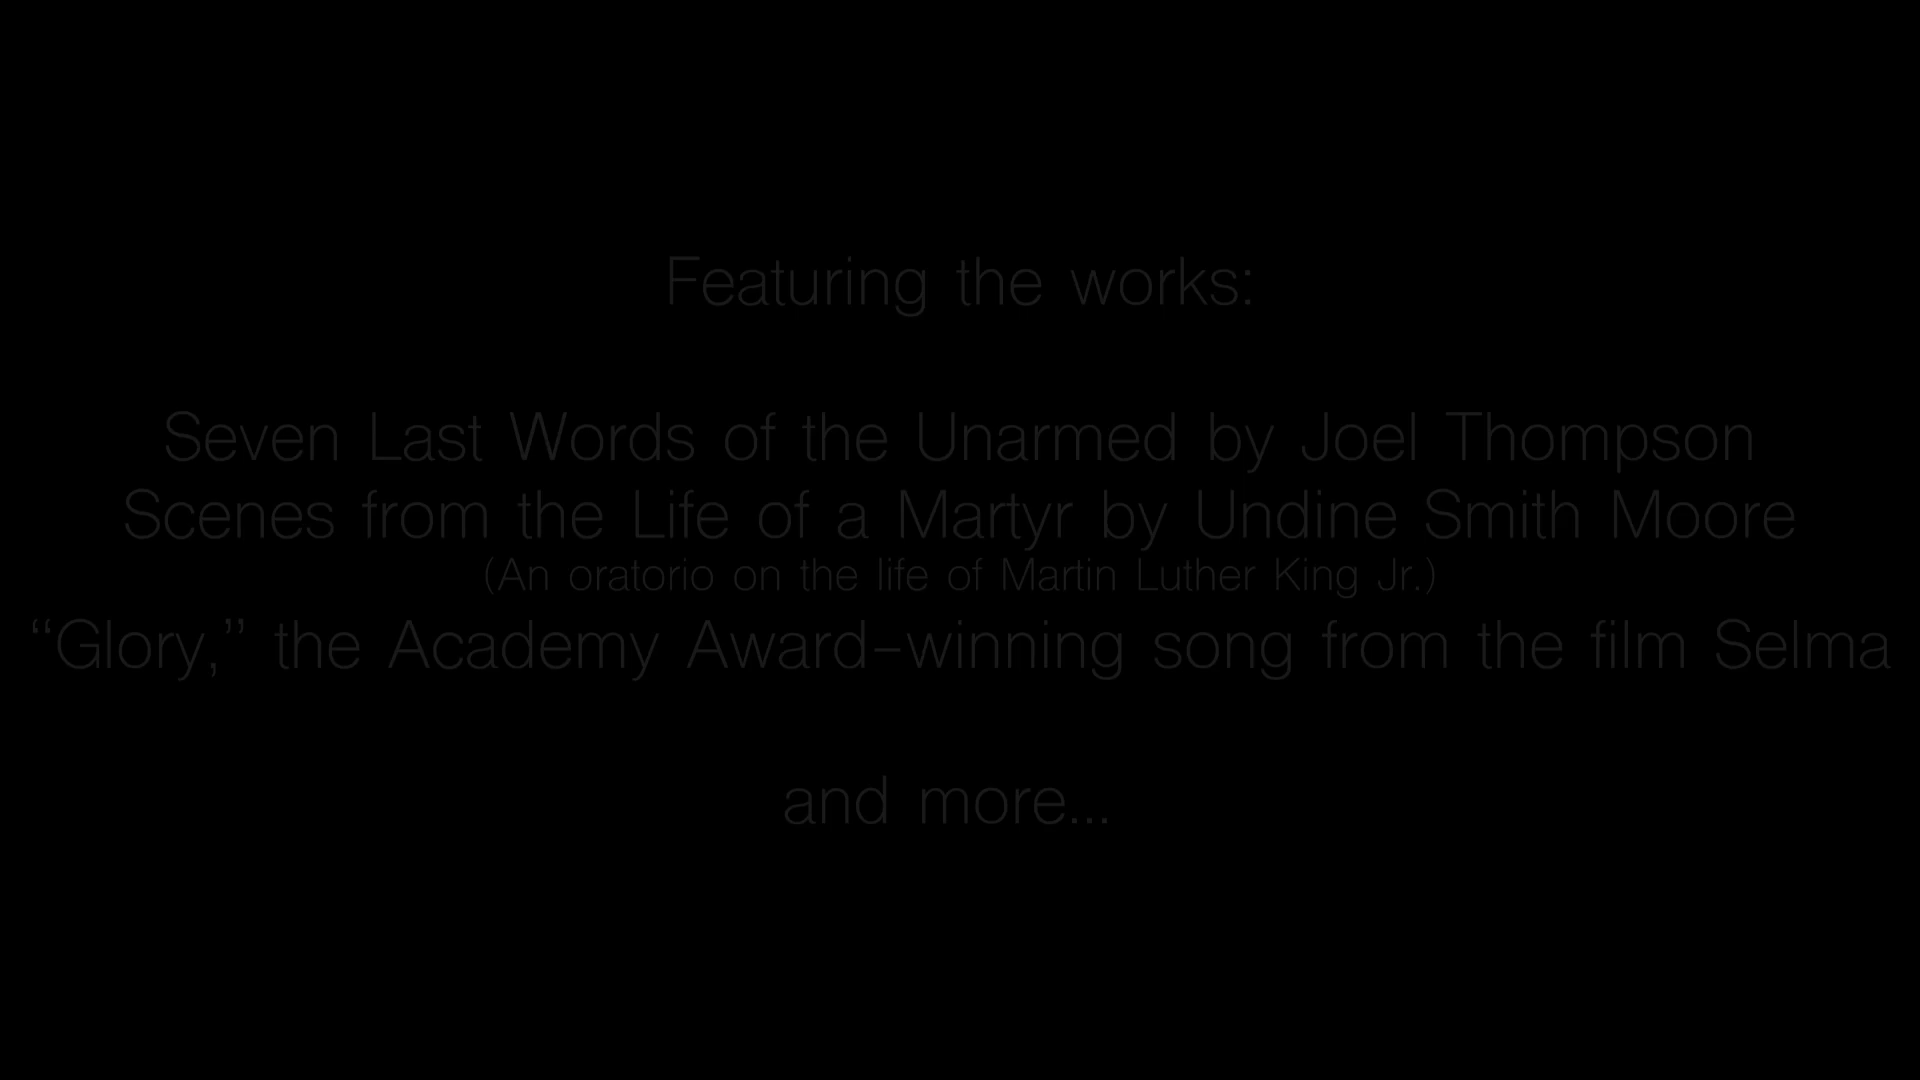 Featuring the works:
Seven Last Words of the Unarmed by Joel Thompson
Scenes from the Life of a Martyr by Undine Smith Moore
(An oratorio on the life of Martin Luther King Jr.)
“Glory,” the Academy Award-winning song from the film Selma
and more...